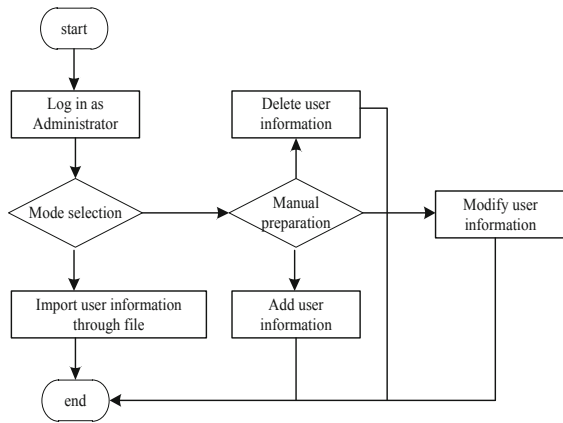 start
Log in as
Administrator
Delete user
information
Mode selection
Manual
preparation
Modify user
information
Import user information
through file
Add user
information
end